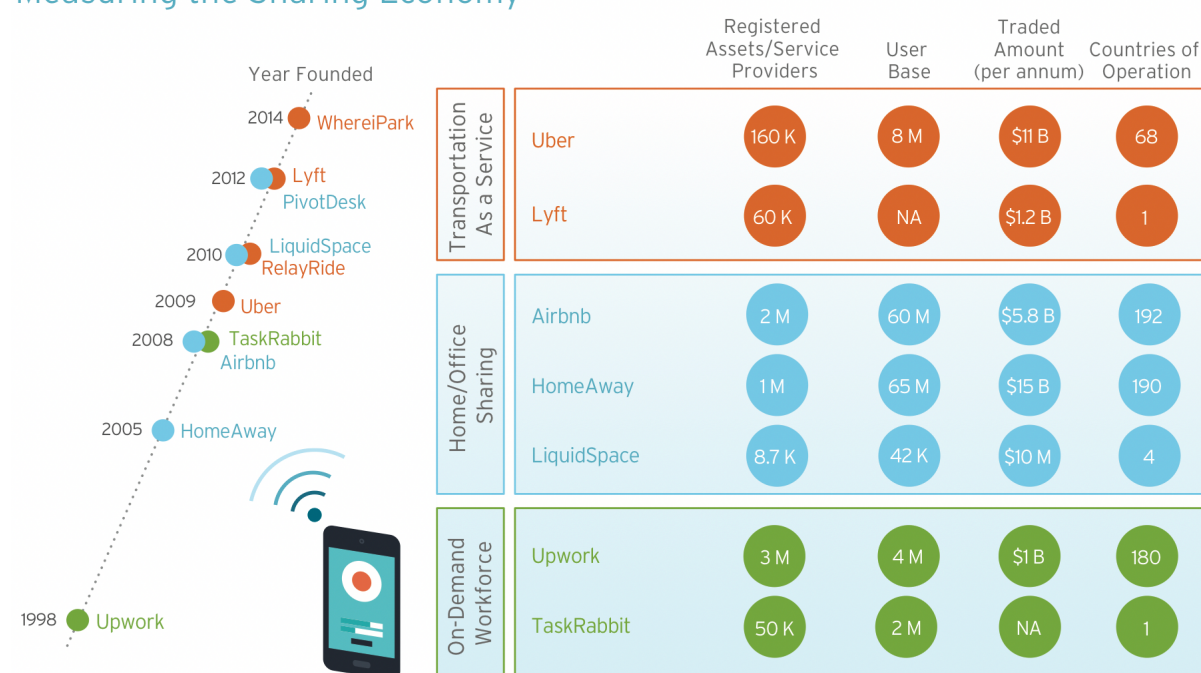 Measuring the Sharing Economy
Year Founded
2014 WhereiPark
2012 Lyft
PivotDesk
2010 LiquidSpace
RelayRide
2009 Uber
2008 TaskRabbit
Airbnb
2005 HomeAway
1998 Upwork
Registered
Assets/Service
Providers
User
Base
Traded
Amount
(per annum)
Countries of
Operation
Transportation
As a Service
Uber 160 K 8 M $11 B 68
Lyft 60 K NA $1.2 B 1
Home/Office
Sharing
Airbnb 2 M 60 M $5.8 B 192
HomeAway 1 M 65 M $15 B 190
LiquidSpace 8.7 K 42 K $10 M 4
On-Demand
Workforce
Upwork 3 M 4 M $1 B 180
TaskRabbit 50 K 2 M NA 1